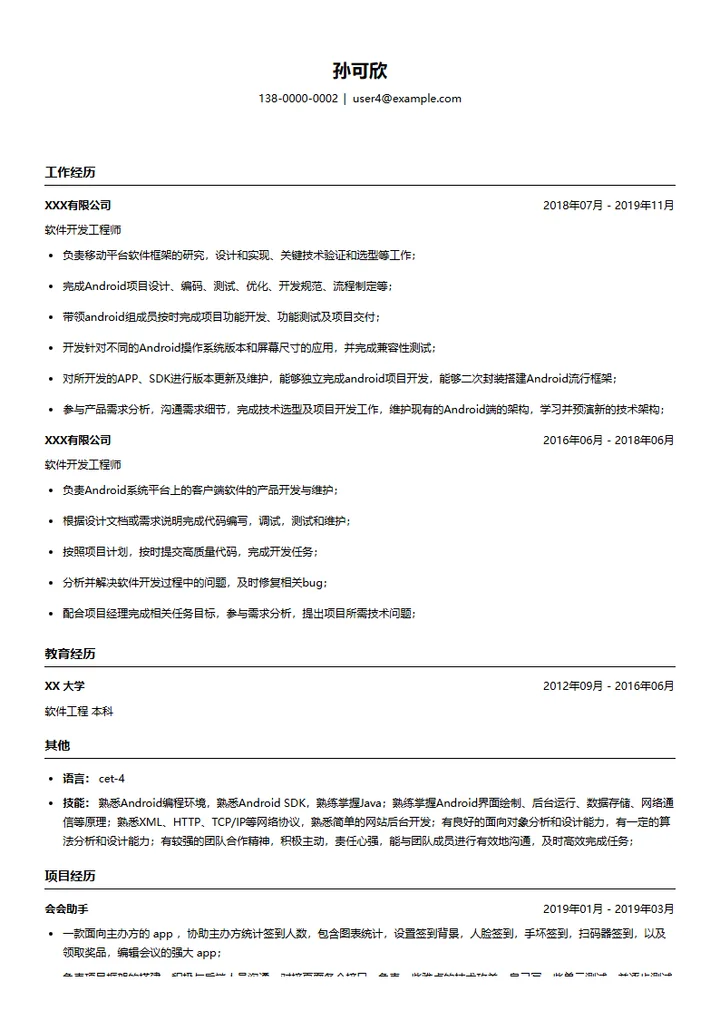 孙可欣
138-0000-0002 | user4@example.com
工作经历
XXX有限公司 2018年07月 - 2019年11月
软件开发工程师
• 负责移动平台软件框架的研究，设计和实现、关键技术验证和选型等工作；
• 完成Android项目设计、编码、测试、优化、开发规范、流程制定等；
• 带领android组成员按时完成项目功能开发、功能测试及项目交付；
• 开发针对不同的Android操作系统版本和屏幕尺寸的应用，并完成兼容性测试；
• 对所开发的APP、SDK进行版本更新及维护，能够独立完成android项目开发，能够二次封装搭建Android流行框架；
• 参与产品需求分析，沟通需求细节，完成技术选型及项目开发工作，维护现有的Android端的架构，学习并预演新的技术架构；
XXX有限公司 2016年06月 - 2018年06月
软件开发工程师
• 负责Android系统平台上的客户端软件的产品开发与维护；
• 根据设计文档或需求说明完成代码编写，调试，测试和维护；
• 按照项目计划，按时提交高质量代码，完成开发任务；
• 分析并解决软件开发过程中的问题，及时修复相关bug；
• 配合项目经理完成相关任务目标，参与需求分析，提出项目所需技术问题；
教育经历
XX 大学 2012年09月 - 2016年06月
软件工程 本科
其他
• 语言： cet-4
• 技能： 熟悉Android编程环境，熟悉Android SDK，熟练掌握Java；熟练掌握Android界面绘制、后台运行、数据存储、网络通
信等原理；熟悉XML、HTTP、TCP/IP等网络协议，熟悉简单的网站后台开发；有良好的面向对象分析和设计能力，有一定的算
法分析和设计能力；有较强的团队合作精神，积极主动，责任心强，能与团队成员进行有效地沟通，及时高效完成任务；
项目经历
会会助手 2019年01月 - 2019年03月
• 一款面向主办方的 app ，协助主办方统计签到人数，包含图表统计，设置签到背景，人脸签到，手环签到，扫码器签到，以及
领取奖品，编辑会议的强大 app；